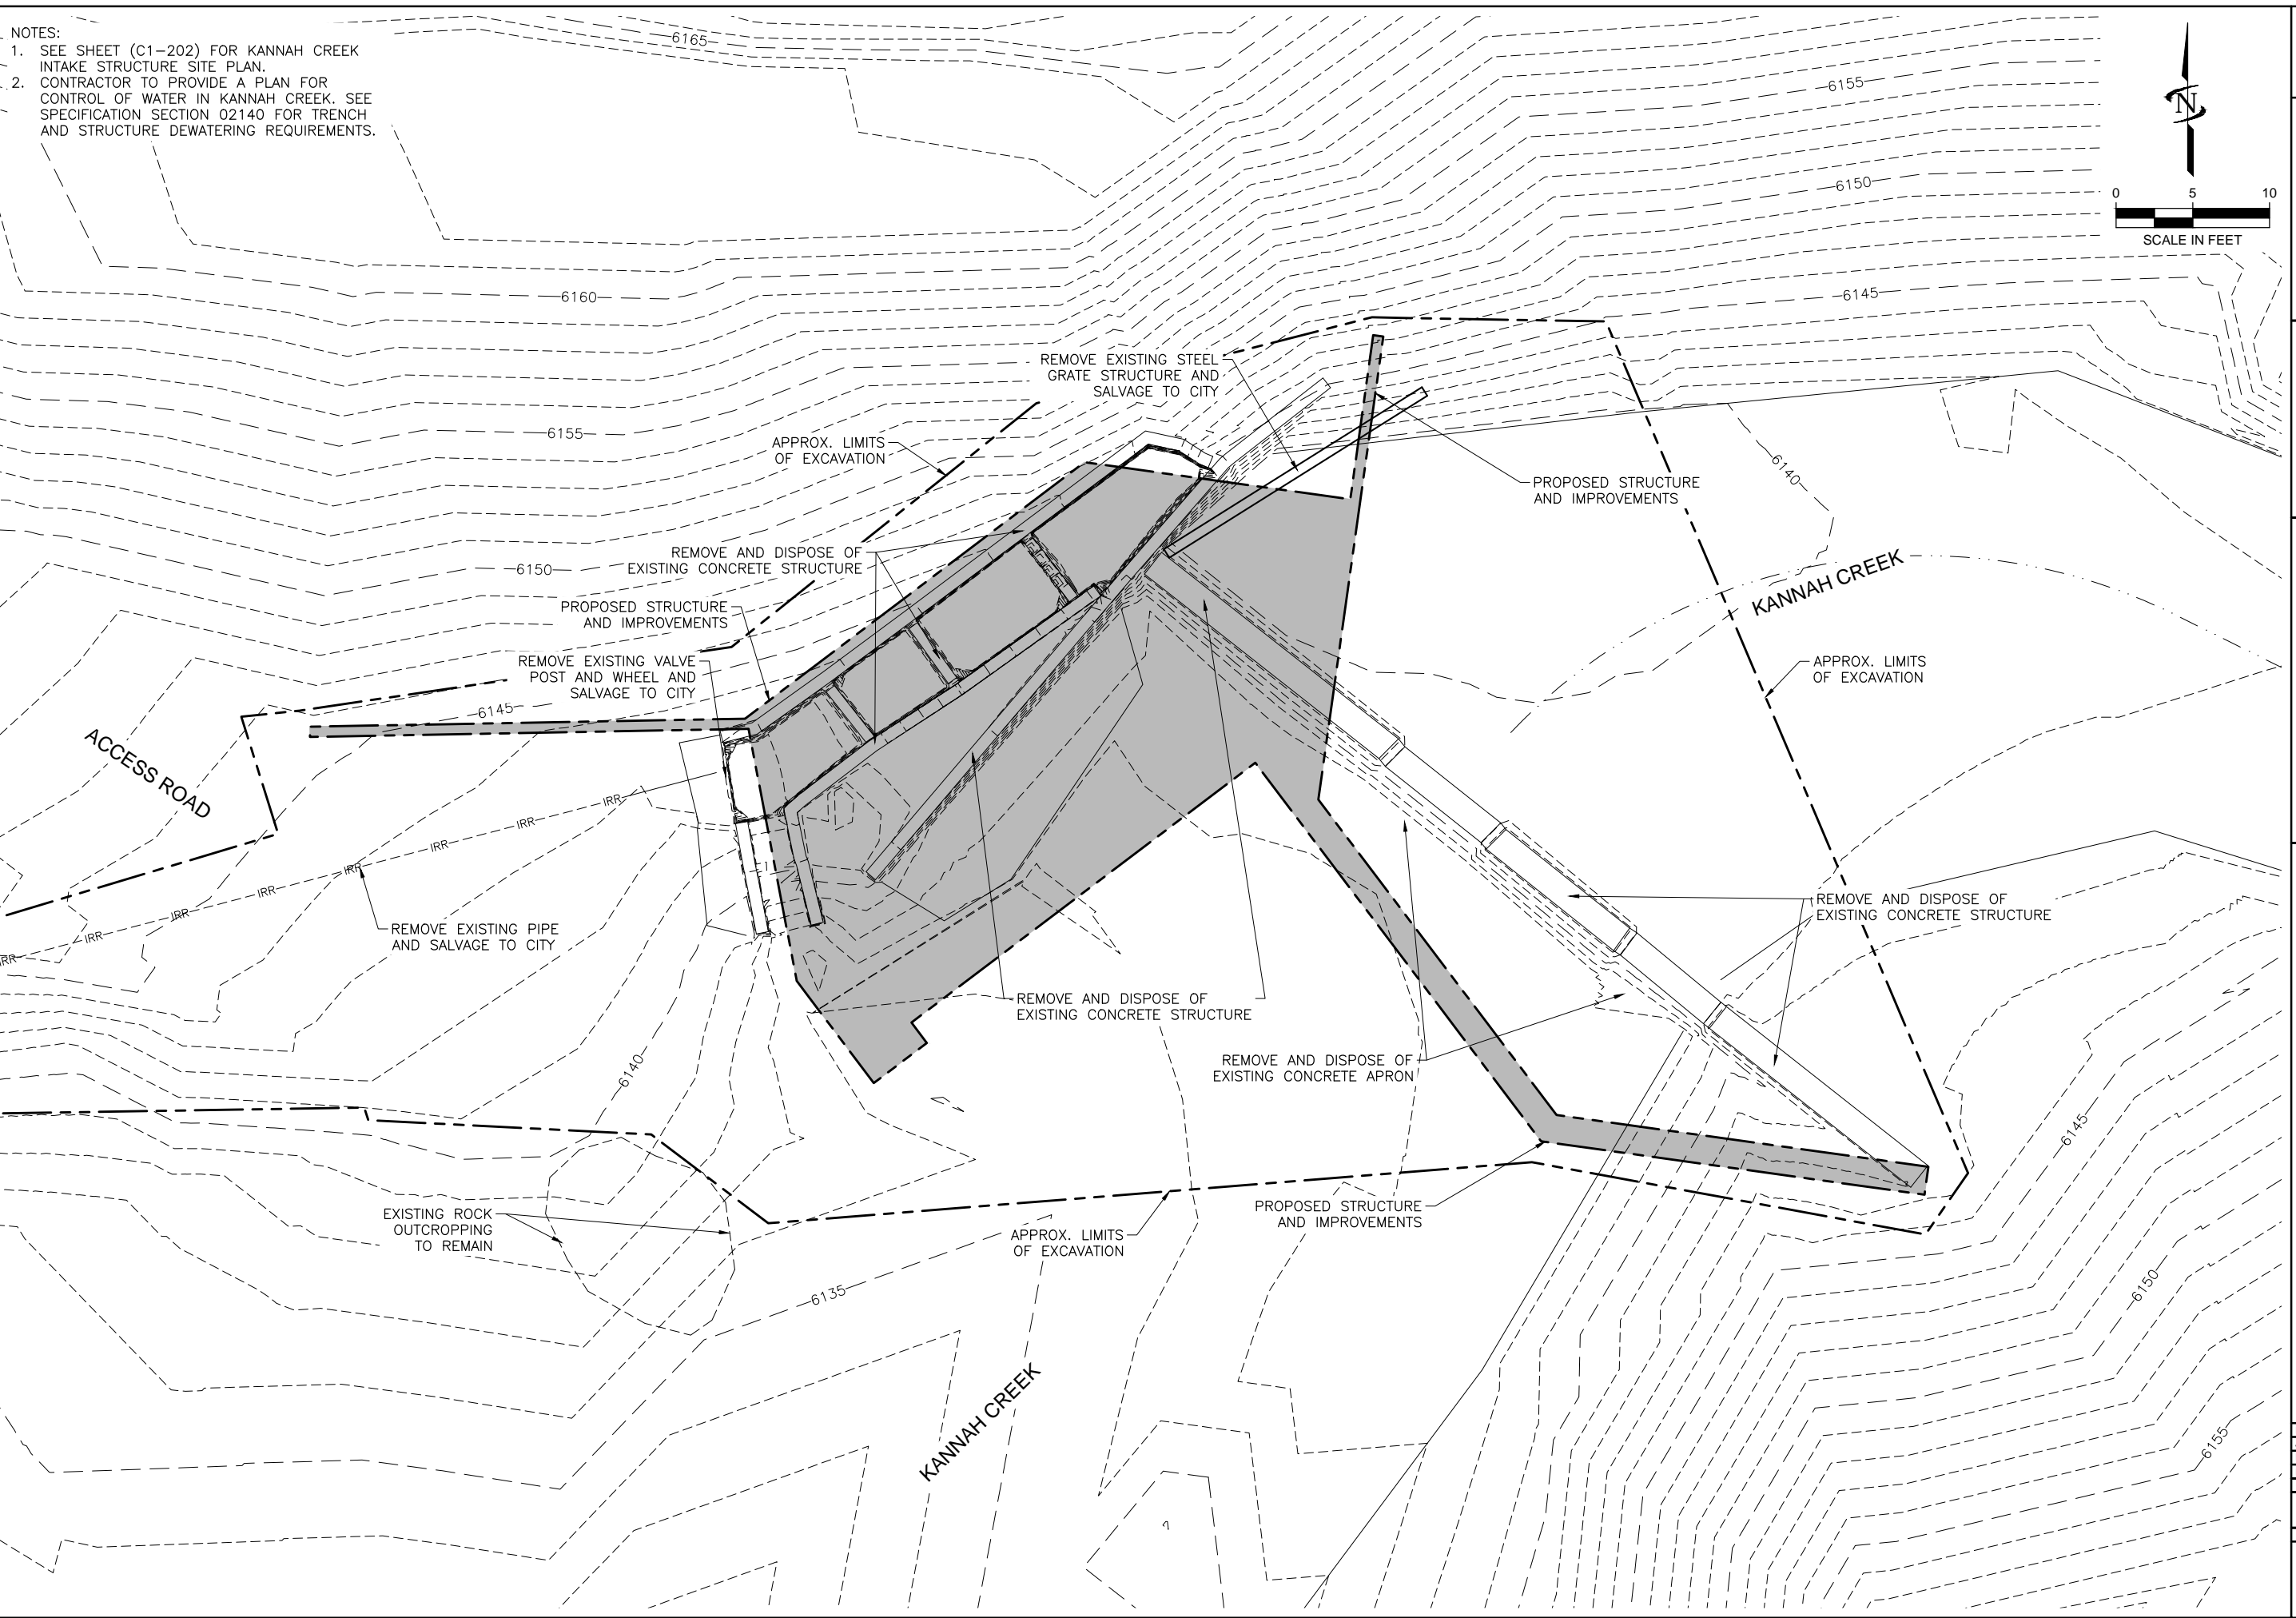 NOTES:
1. SEE SHEET (C1-202) FOR KANNAH CREEK
INTAKE STRUCTURE SITE PLAN.
2. CONTRACTOR TO PROVIDE A PLAN FOR
CONTROL OF WATER IN KANNAH CREEK. SEE
SPECIFICATION SECTION 02140 FOR TRENCH
AND STRUCTURE DEWATERING REQUIREMENTS.
6165
6155
N
6150
0 5 10
SCALE IN FEET
6160
6145
REMOVE EXISTING STEEL
GRATE STRUCTURE AND
SALVAGE TO CITY
6155
APPROX. LIMITS
OF EXCAVATION
6140
PROPOSED STRUCTURE
AND IMPROVEMENTS
REMOVE AND DISPOSE OF
EXISTING CONCRETE STRUCTURE
6150
KANNAH CREEK
PROPOSED STRUCTURE
AND IMPROVEMENTS
REMOVE EXISTING VALVE
POST AND WHEEL AND
SALVAGE TO CITY
APPROX. LIMITS
OF EXCAVATION
6145
ACCESS ROAD
IRR
IRR
IRR
IRR
IRR
IRR
IRR
IRR
REMOVE EXISTING PIPE
AND SALVAGE TO CITY
REMOVE AND DISPOSE OF
EXISTING CONCRETE STRUCTURE
REMOVE AND DISPOSE OF
EXISTING CONCRETE STRUCTURE
REMOVE AND DISPOSE OF
EXISTING CONCRETE APRON
6140
6145
EXISTING ROCK
OUTCROPPING
TO REMAIN
PROPOSED STRUCTURE
AND IMPROVEMENTS
APPROX. LIMITS
OF EXCAVATION
6135
6150
KANNAH CREEK
6155